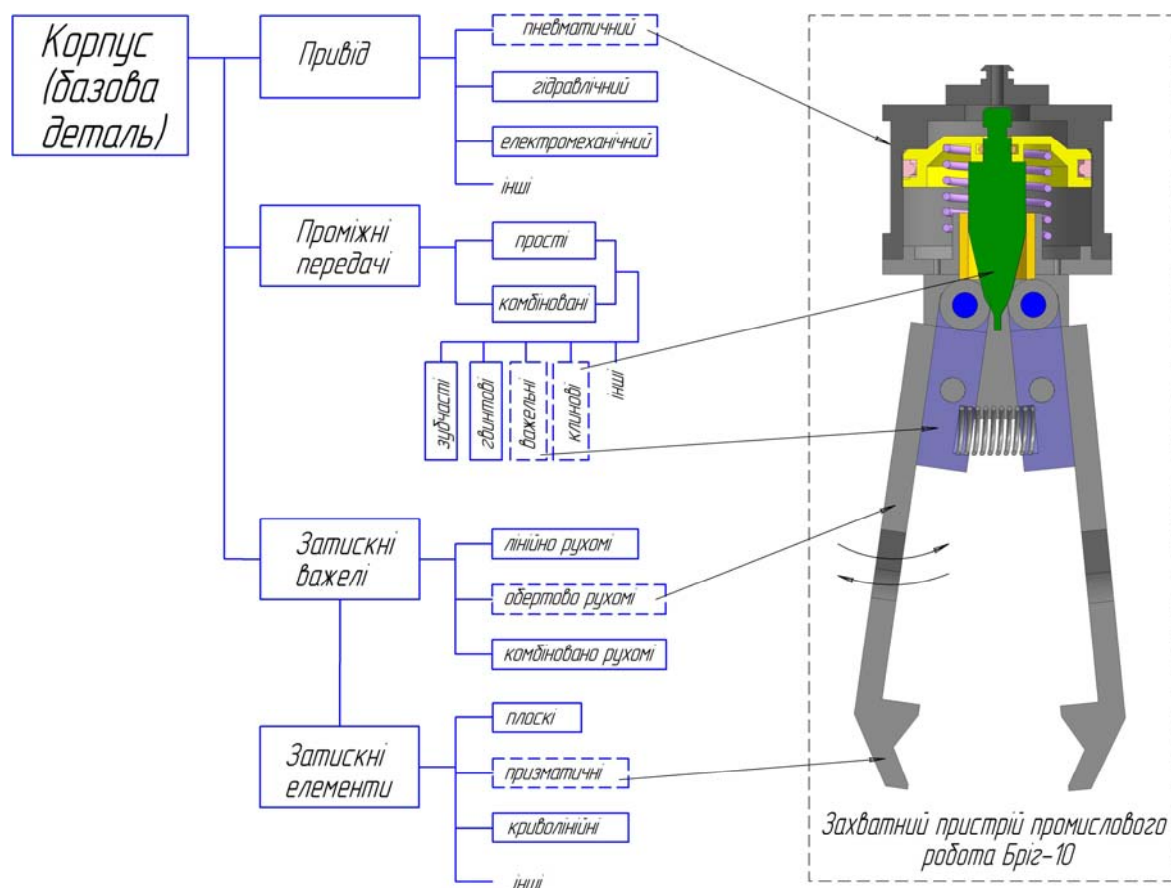 Корпус
(базова
деталь)
Привід
пневматичний
гідравлічний
електромеханічний
інші
Проміжні
передачі
прості
комбіновані
зубчасті
гвинтові
важельні
клинові
інші
Затискні
важелі
лінійно рухомі
обертово рухомі
комбіновано рухомі
Затискні
елементи
плоскі
призматичні
криволінійні
інші
Захватний пристрій промислового
робота Бріг-10